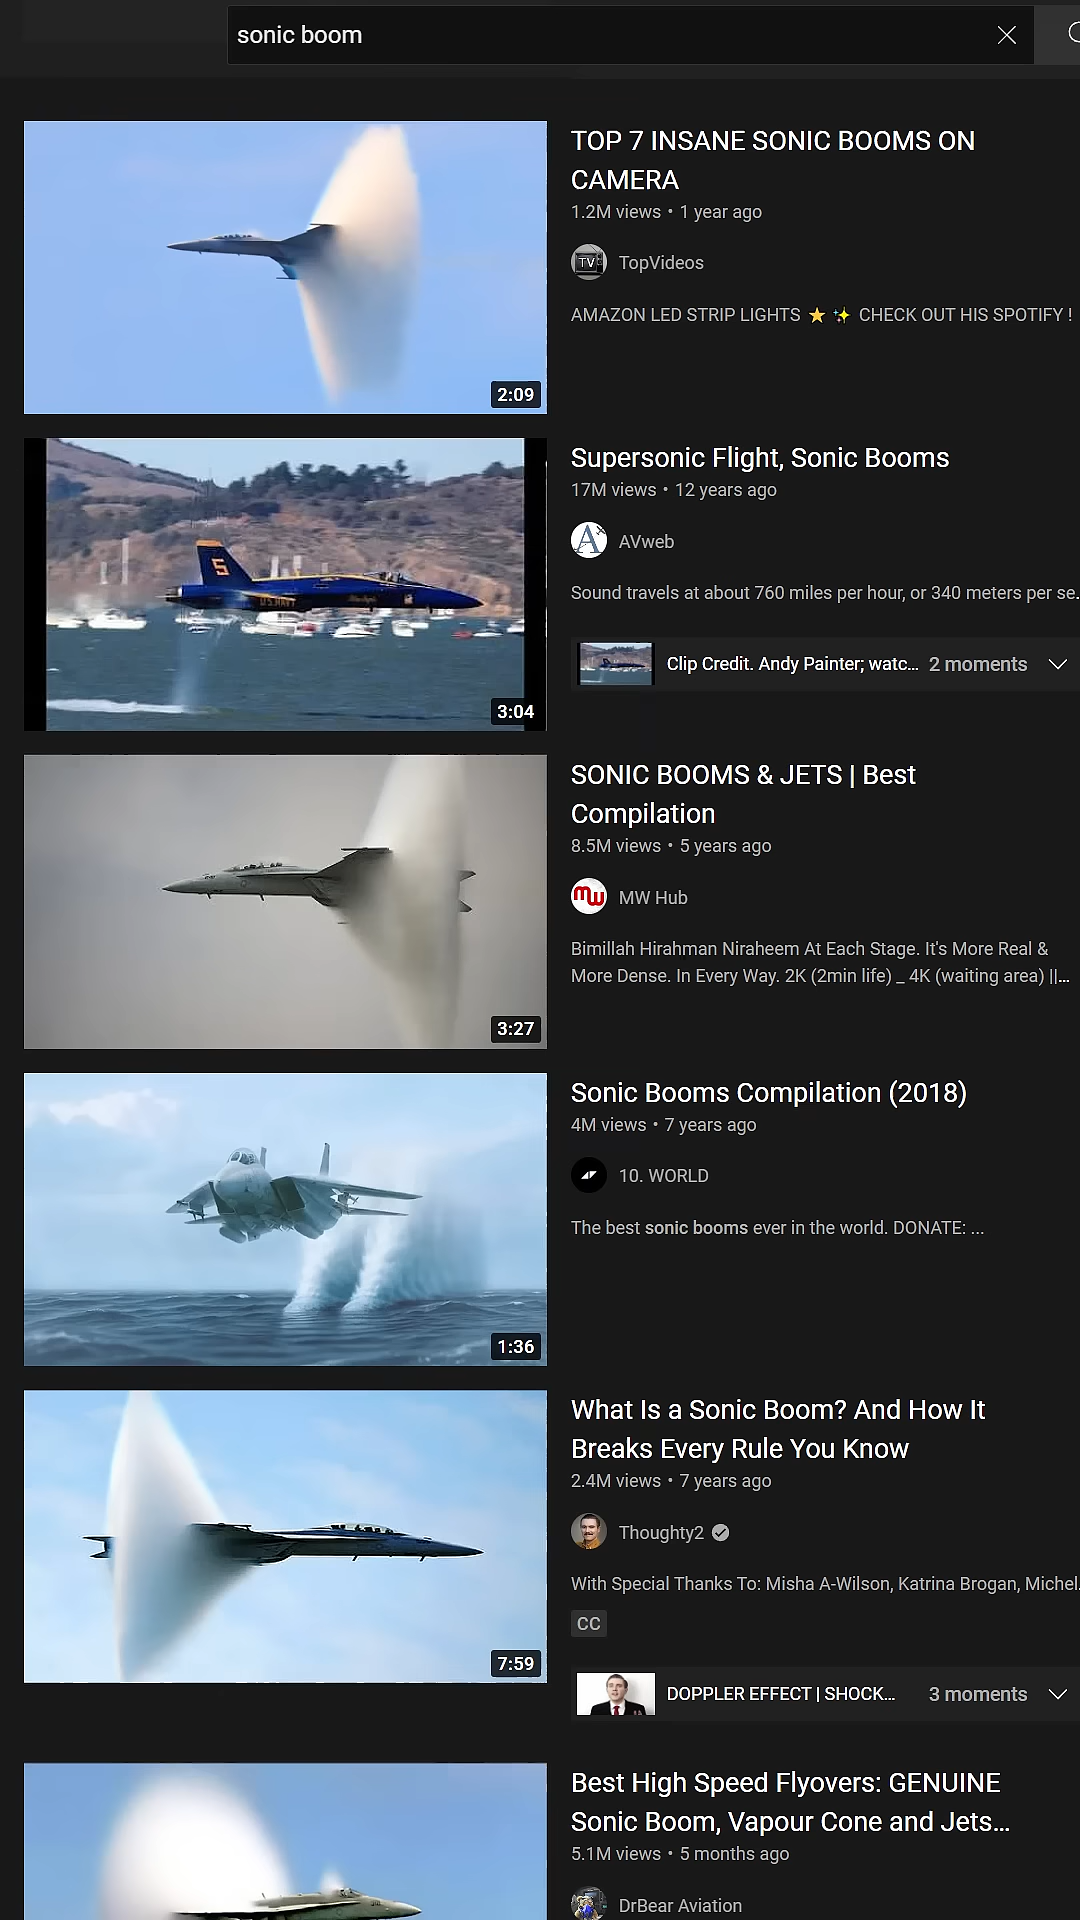 sonic boom
TOP 7 INSANE SONIC BOOMS ON
CAMERA
1.2M views • 1 year ago
TV
TopVideos
AMAZON LED STRIP LIGHTS ⭐ ✨ CHECK OUT HIS SPOTIFY !
2:09
Supersonic Flight, Sonic Booms
17M views • 12 years ago
A
AVweb
Sound travels at about 760 miles per hour, or 340 meters per se.
5
U.S. NAVY
Clip Credit. Andy Painter; watc... 2 moments
3:04
SONIC BOOMS & JETS | Best
Compilation
8.5M views • 5 years ago
mw
MW Hub
Bimillah Hirahman Niraheem At Each Stage. It's More Real &
More Dense. In Every Way. 2K (2min life) _ 4K (waiting area) ||...
3:27
Sonic Booms Compilation (2018)
4M views • 7 years ago
10. WORLD
The best sonic booms ever in the world. DONATE: ...
1:36
What Is a Sonic Boom? And How It
Breaks Every Rule You Know
2.4M views • 7 years ago
Thoughty2
With Special Thanks To: Misha A-Wilson, Katrina Brogan, Michel.
CC
7:59
DOPPLER EFFECT | SHOCK... 3 moments
Best High Speed Flyovers: GENUINE
Sonic Boom, Vapour Cone and Jets...
5.1M views • 5 months ago
DrBear Aviation